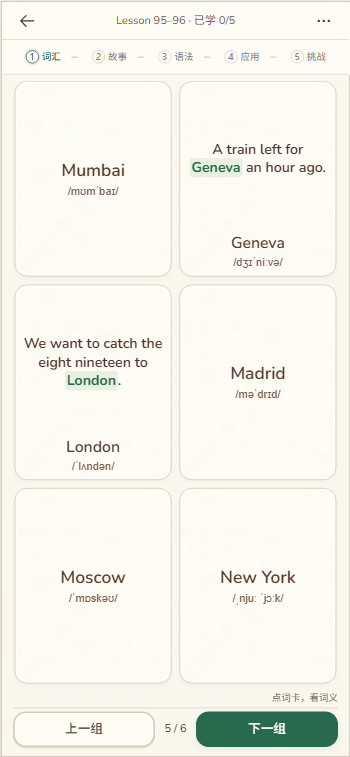 Lesson 95–96 · 已学 0/5
1 词汇 2 故事 3 语法 4 应用 5 挑战
Mumbai
/mʊmˈbaɪ/
A train left for
Geneva an hour ago.
Geneva
/dʒɪˈniːvə/
We want to catch the
eight nineteen to
London.
London
/ˈlʌndən/
Madrid
/məˈdrɪd/
Moscow
/ˈmɒskəʊ/
New York
/ˌnjuː ˈjɔːk/
点词卡，看词义
上一组
5 / 6
下一组